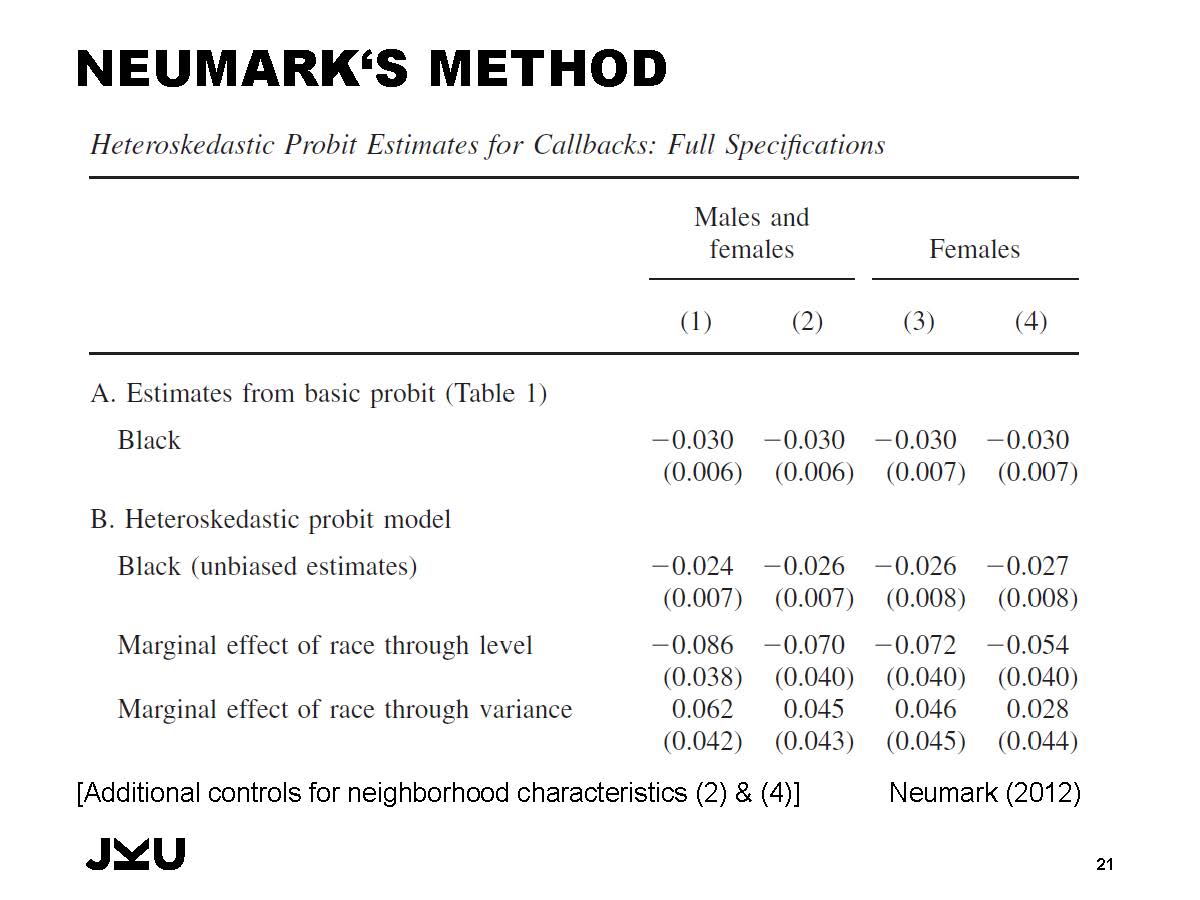 NEUMARK‘S METHOD
Heteroskedastic Probit Estimates for Callbacks: Full Specifications
Males and
females Females
(1) (2) (3) (4)
A. Estimates from basic probit (Table 1)
Black −0.030 −0.030 −0.030 −0.030
(0.006) (0.006) (0.007) (0.007)
B. Heteroskedastic probit model
Black (unbiased estimates) −0.024 −0.026 −0.026 −0.027
(0.007) (0.007) (0.008) (0.008)
Marginal effect of race through level −0.086 −0.070 −0.072 −0.054
(0.038) (0.040) (0.040) (0.040)
Marginal effect of race through variance 0.062 0.045 0.046 0.028
(0.042) (0.043) (0.045) (0.044)
[Additional controls for neighborhood characteristics (2) & (4)] Neumark (2012)
JKU
21